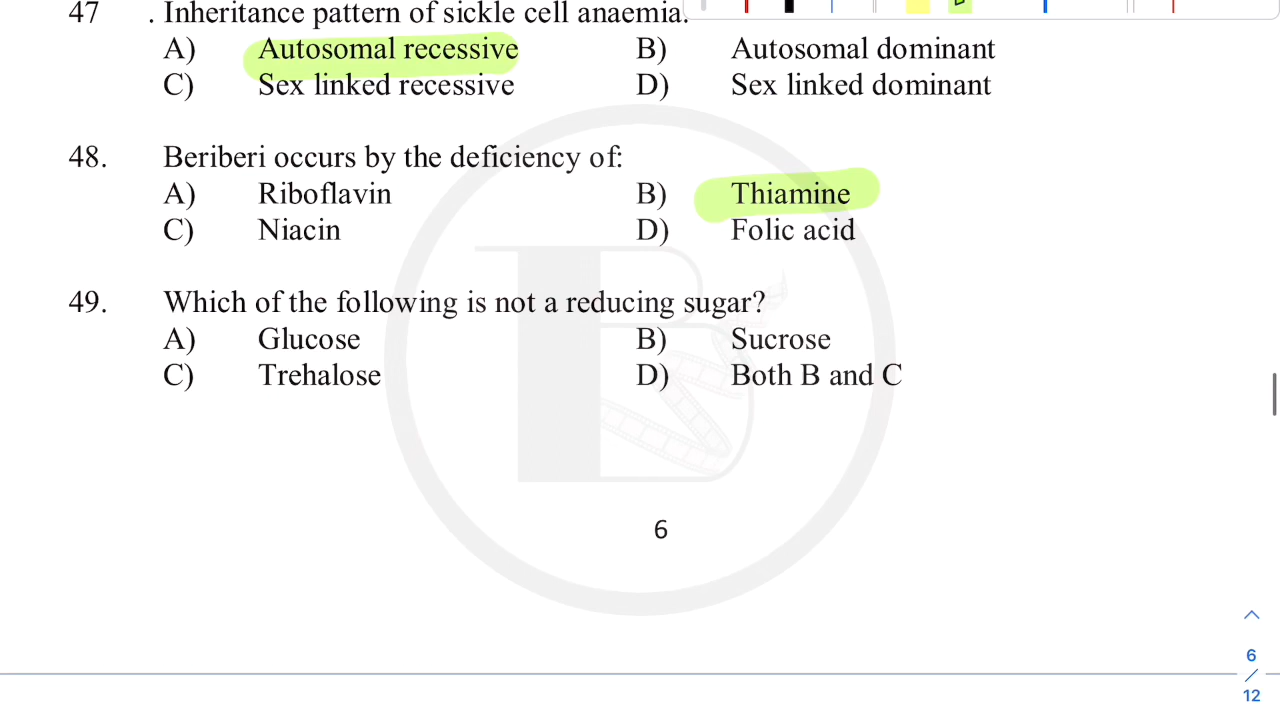 47 . Inheritance pattern of sickle cell anaemia.
A) Autosomal recessive B) Autosomal dominant
C) Sex linked recessive D) Sex linked dominant
48. Beriberi occurs by the deficiency of:
A) Riboflavin B) Thiamine
C) Niacin D) Folic acid
49. Which of the following is not a reducing sugar?
A) Glucose B) Sucrose
C) Trehalose D) Both B and C
6
6
/
12